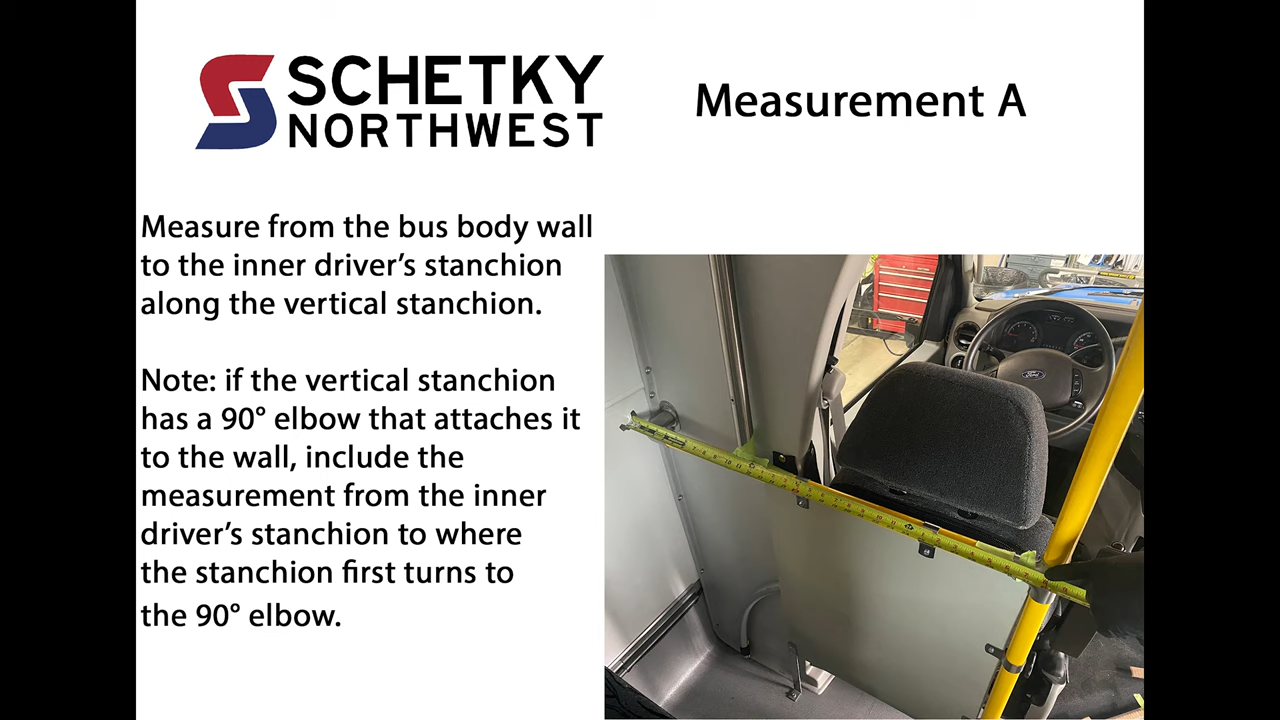 SCHETKY
NORTHWEST
Measurement A
Measure from the bus body wall
to the inner driver’s stanchion
along the vertical stanchion.
Note: if the vertical stanchion
has a 90° elbow that attaches it
to the wall, include the
measurement from the inner
driver’s stanchion to where
the stanchion first turns to
the 90° elbow.
Ford